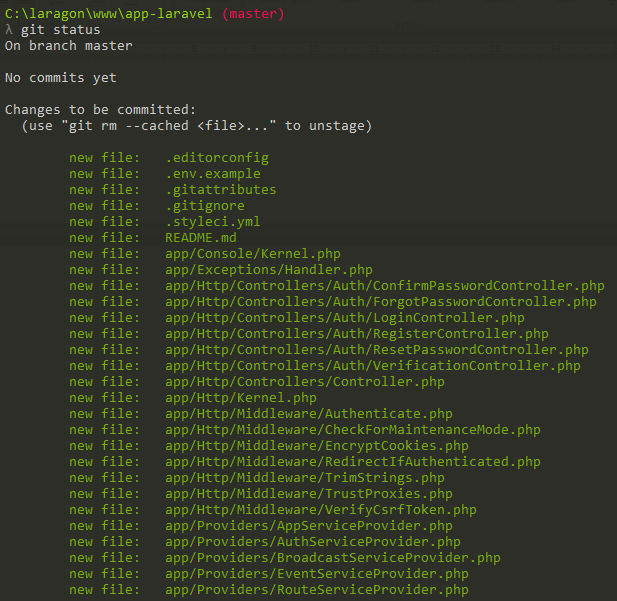 C:\laragon\www\app-laravel (master)
λ git status
On branch master
No commits yet
Changes to be committed:
(use "git rm --cached <file>..." to unstage)
new file: .editorconfig
new file: .env.example
new file: .gitattributes
new file: .gitignore
new file: .styleci.yml
new file: README.md
new file: app/Console/Kernel.php
new file: app/Exceptions/Handler.php
new file: app/Http/Controllers/Auth/ConfirmPasswordController.php
new file: app/Http/Controllers/Auth/ForgotPasswordController.php
new file: app/Http/Controllers/Auth/LoginController.php
new file: app/Http/Controllers/Auth/RegisterController.php
new file: app/Http/Controllers/Auth/ResetPasswordController.php
new file: app/Http/Controllers/Auth/VerificationController.php
new file: app/Http/Controllers/Controller.php
new file: app/Http/Kernel.php
new file: app/Http/Middleware/Authenticate.php
new file: app/Http/Middleware/CheckForMaintenanceMode.php
new file: app/Http/Middleware/EncryptCookies.php
new file: app/Http/Middleware/RedirectIfAuthenticated.php
new file: app/Http/Middleware/TrimStrings.php
new file: app/Http/Middleware/TrustProxies.php
new file: app/Http/Middleware/VerifyCsrfToken.php
new file: app/Providers/AppServiceProvider.php
new file: app/Providers/AuthServiceProvider.php
new file: app/Providers/BroadcastServiceProvider.php
new file: app/Providers/EventServiceProvider.php
new file: app/Providers/RouteServiceProvider.php